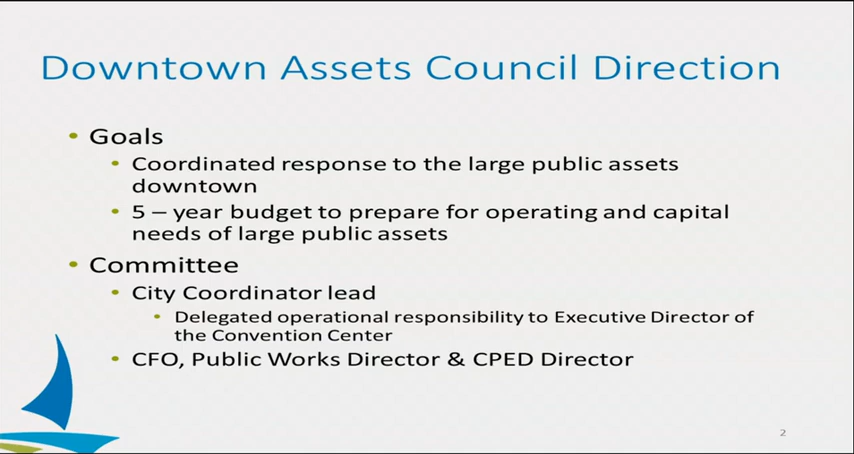 Downtown Assets Council Direction
• Goals
• Coordinated response to the large public assets
downtown
• 5 – year budget to prepare for operating and capital
needs of large public assets
• Committee
• City Coordinator lead
• Delegated operational responsibility to Executive Director of
the Convention Center
• CFO, Public Works Director & CPED Director
2